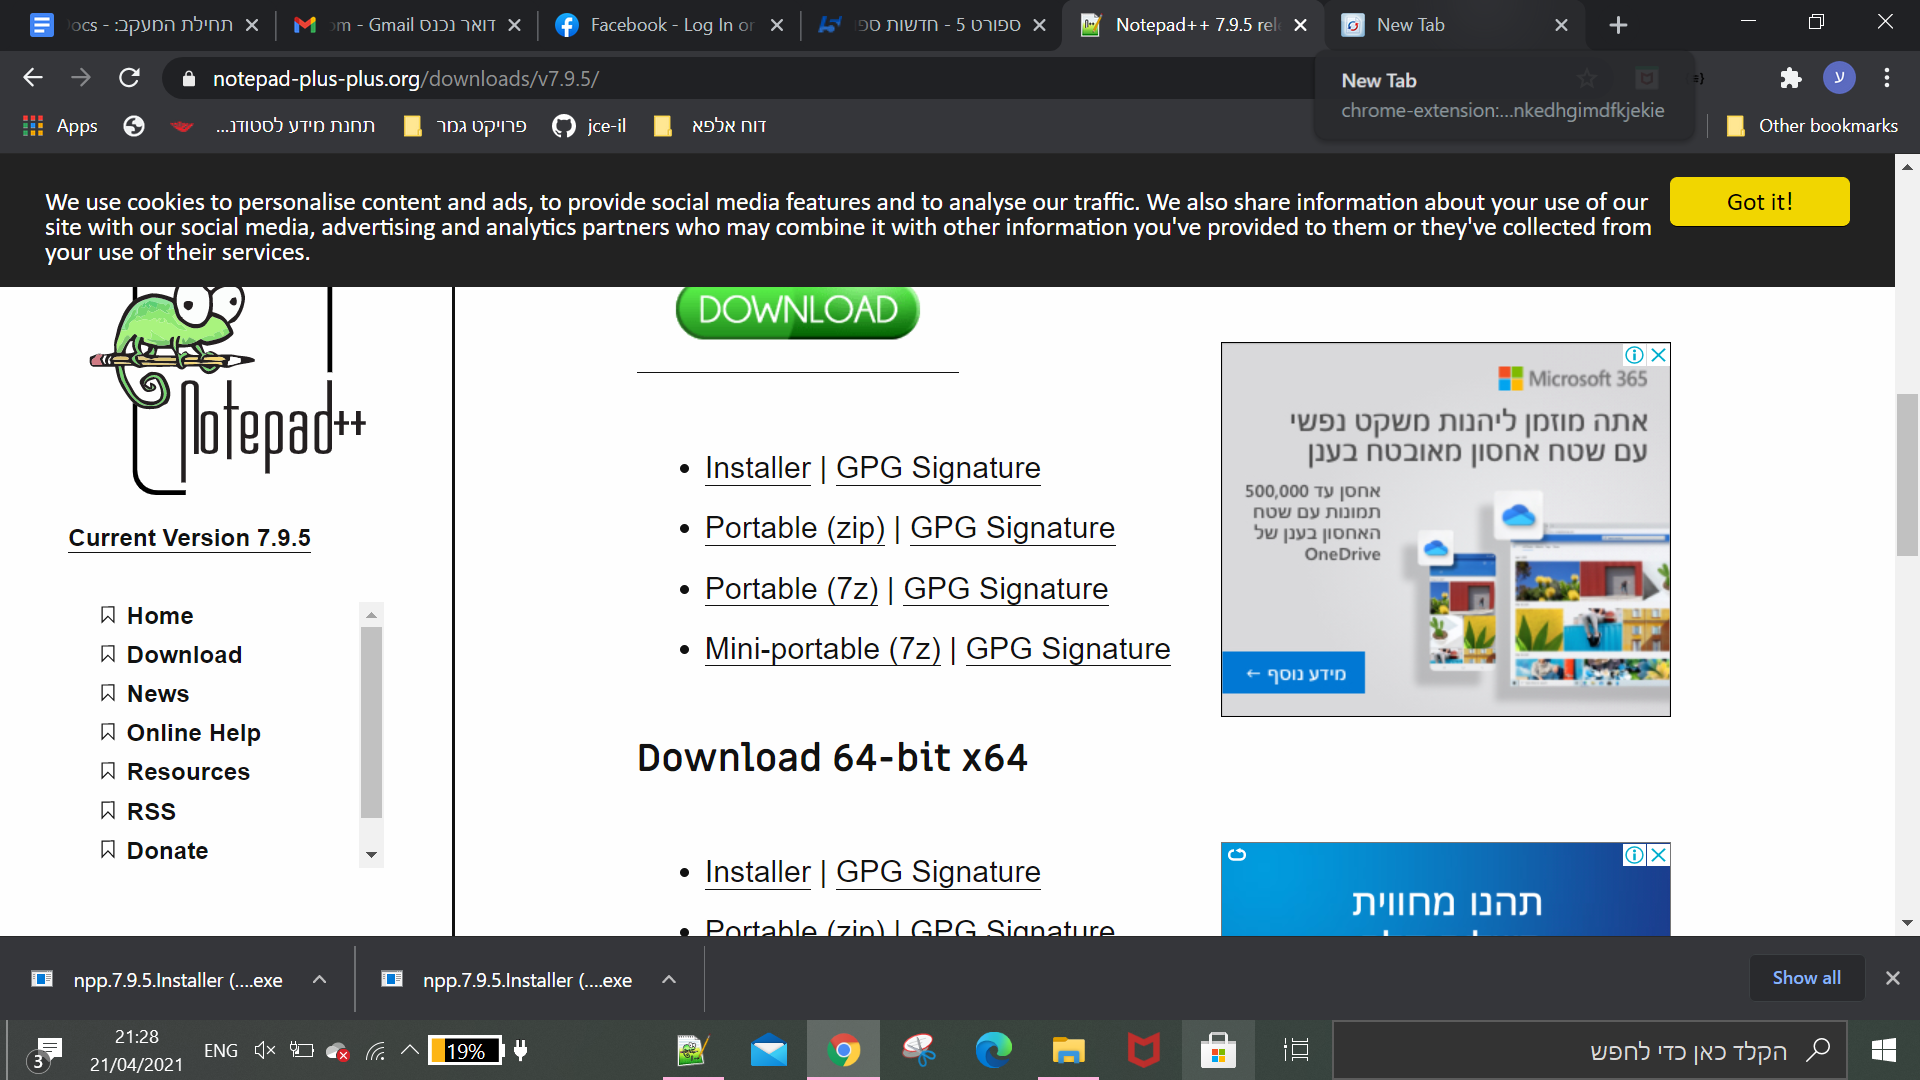 תחילת המעקב: - Docs
דואר נכנס - Gmail
Facebook - Log In or
ספורט 5 - חדשות ספו
Notepad++ 7.9.5 rele
New Tab
notepad-plus-plus.org/downloads/v7.9.5/
New Tab
chrome-extension:...nkedhgimdfkjekie
ע
Apps
תחנת מידע לסטודנ...
פרויקט גמר
jce-il
דוח אלפא
Other bookmarks
We use cookies to personalise content and ads, to provide social media features and to analyse our traffic. We also share information about your use of our
site with our social media, advertising and analytics partners who may combine it with other information you've provided to them or they've collected from
your use of their services.
Got it!
DOWNLOAD
Notepad++
Current Version 7.9.5
Home
Download
News
Online Help
Resources
RSS
Donate
Installer | GPG Signature
Portable (zip) | GPG Signature
Portable (7z) | GPG Signature
Mini-portable (7z) | GPG Signature
Download 64-bit x64
Installer | GPG Signature
Portable (zip) | GPG Signature
Microsoft 365
אתה מוזמן ליהנות משקט נפשי
עם שטח אחסון מאובטח בענן
אחסן עד 500,000
תמונות עם שטח
האחסון בענן של
OneDrive
מידע נוסף ←
תהנו מחווית
npp.7.9.5.Installer (....exe
npp.7.9.5.Installer (....exe
Show all
3
21:28
21/04/2021
ENG
19%
הקלד כאן כדי לחפש